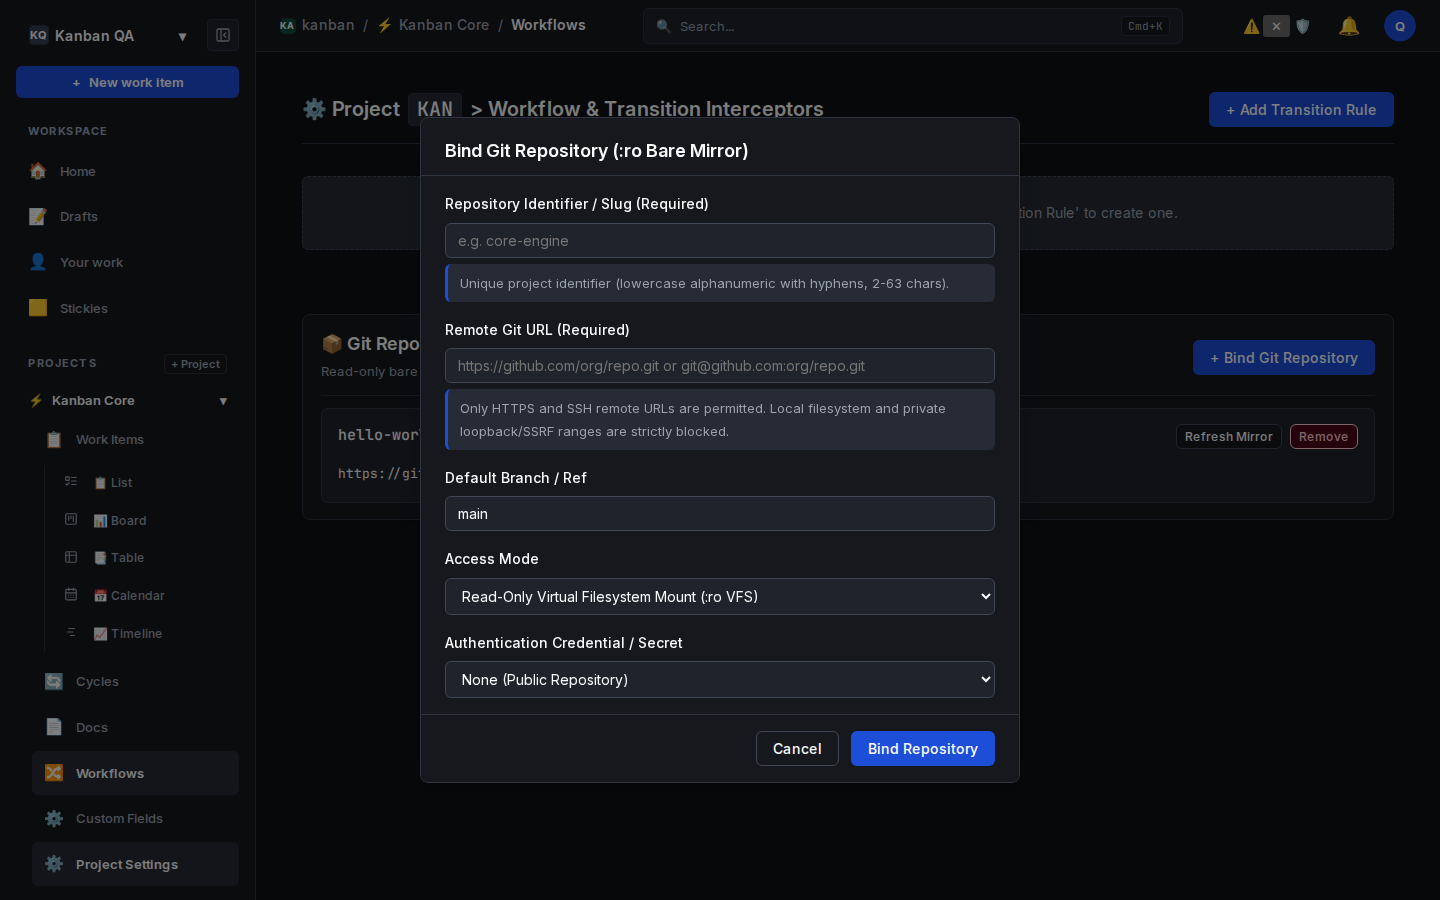 KQ Kanban QA
+ New work item
WORKSPACE
Home
Drafts
Your work
Stickies
PROJECTS
+ Project
Kanban Core
Work Items
List
Board
Table
Calendar
Timeline
Cycles
Docs
Workflows
Custom Fields
Project Settings
KA kanban / Kanban Core / Workflows
Search...
Cmd+K
Q
Project KAN > Workflow & Transition Interceptors
+ Add Transition Rule
Rule' to create one.
Git Repo
Read-only bare
+ Bind Git Repository
Refresh Mirror
Remove
Bind Git Repository (:ro Bare Mirror)
Repository Identifier / Slug (Required)
e.g. core-engine
Unique project identifier (lowercase alphanumeric with hyphens, 2-63 chars).
Remote Git URL (Required)
https://github.com/org/repo.git or git@github.com:org/repo.git
Only HTTPS and SSH remote URLs are permitted. Local filesystem and private
loopback/SSRF ranges are strictly blocked.
Default Branch / Ref
main
Access Mode
Read-Only Virtual Filesystem Mount (:ro VFS)
Authentication Credential / Secret
None (Public Repository)
Cancel
Bind Repository